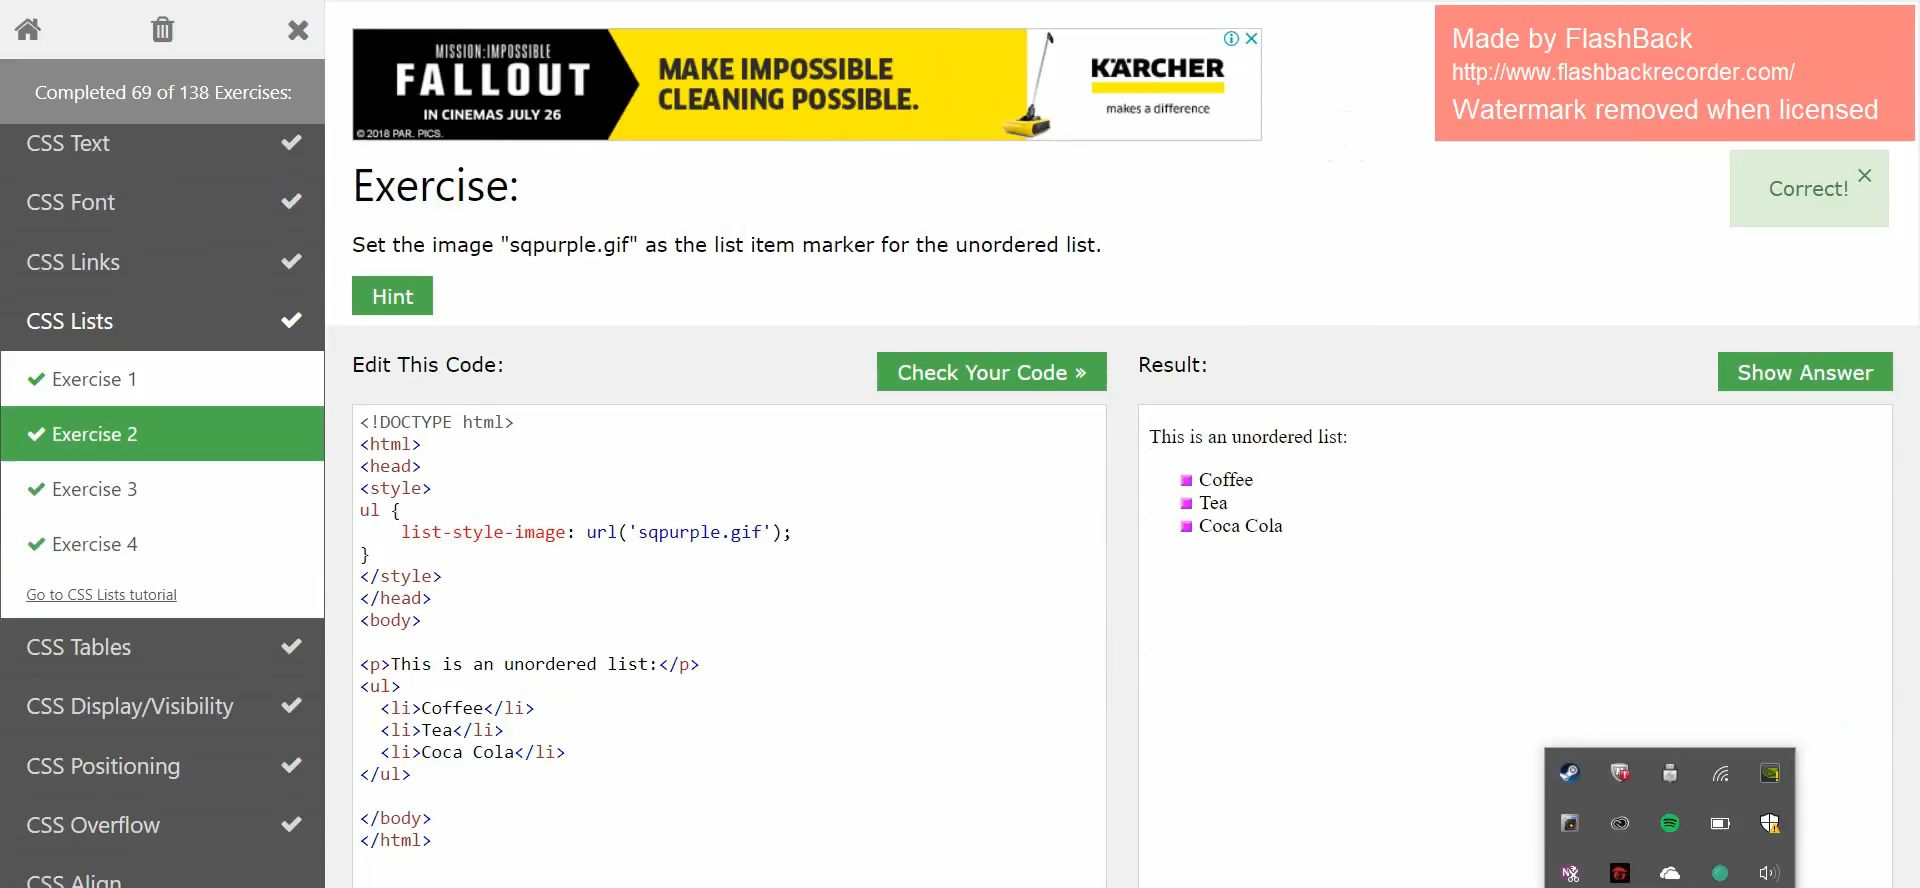 Completed 69 of 138 Exercises:
CSS Text
CSS Font
CSS Links
CSS Lists
Exercise 1
Exercise 2
Exercise 3
Exercise 4
Go to CSS Lists tutorial
CSS Tables
CSS Display/Visibility
CSS Positioning
CSS Overflow
CSS Align
MISSION:IMPOSSIBLE
FALLOUT
IN CINEMAS JULY 26
© 2018 PAR. PICS.
MAKE IMPOSSIBLE
CLEANING POSSIBLE.
KÄRCHER
makes a difference
Made by FlashBack
http://www.flashbackrecorder.com/
Watermark removed when licensed
Correct!
Exercise:
Set the image "sqpurple.gif" as the list item marker for the unordered list.
Hint
Edit This Code:
Check Your Code »
<!DOCTYPE html>
<html>
<head>
<style>
ul {
    list-style-image: url('sqpurple.gif');
}
</style>
</head>
<body>
<p>This is an unordered list:</p>
<ul>
  <li>Coffee</li>
  <li>Tea</li>
  <li>Coca Cola</li>
</ul>
</body>
</html>
Result:
Show Answer
This is an unordered list:
Coffee
Tea
Coca Cola